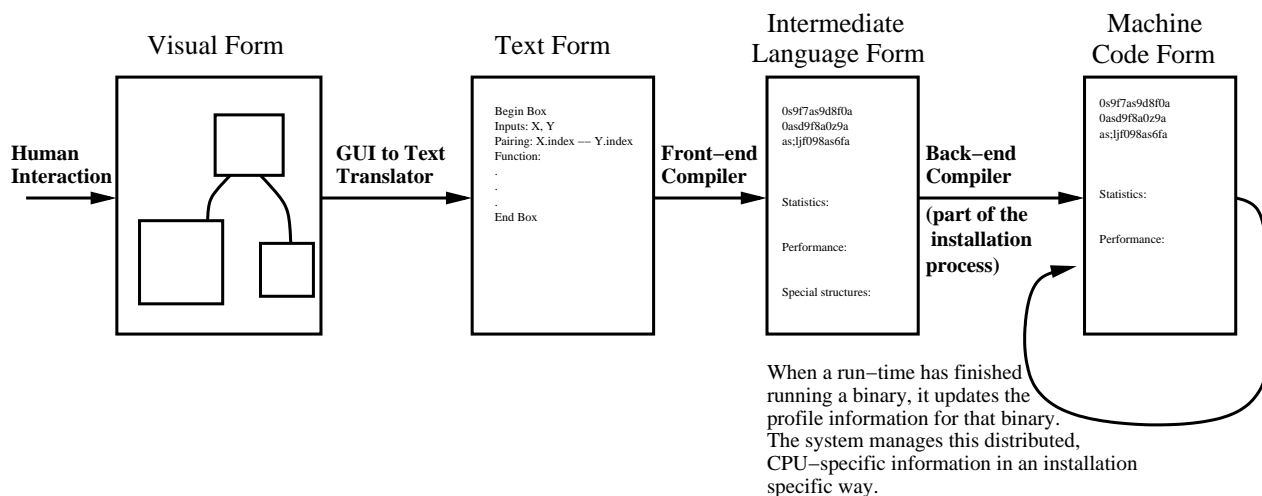 Visual Form
Text Form
Intermediate
Language Form
Machine
Code Form
Human
Interaction
GUI to Text
Translator
Begin Box
Inputs: X, Y
Pairing: X.index −− Y.index
Function:
.
.
.
End Box
Front−end
Compiler
0s9f7as9d8f0a
0asd9f8a0z9a
as;ljf098as6fa
Statistics:
Performance:
Special structures:
Back−end
Compiler
(part of the
installation
process)
0s9f7as9d8f0a
0asd9f8a0z9a
as;ljf098as6fa
Statistics:
Performance:
When a run−time has finished
running a binary, it updates the
profile information for that binary.
The system manages this distributed,
CPU−specific information in an installation
specific way.